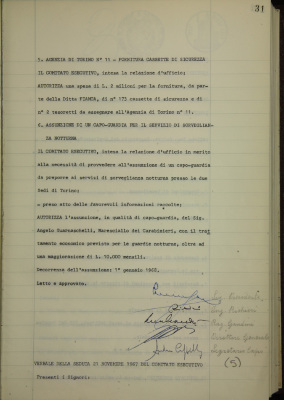 31
5. AGENZIA DI TORINO N° 11 - FORNITURA CASSETTE DI SICUREZZA
IL COMITATO ESECUTIVO, intesa la relazione d'ufficio;
AUTORIZZA una spesa di L. 2 milioni per la fornitura, da par-
te della Ditta FIANCA, di n° 173 cassette di sicurezza e di
n° 2 tesoretti da assegnare all'Agenzia di Torino n° 11.
6. ASSUNZIONE DI UN CAPO-GUARDIA PER IL SERVIZIO DI SORVEGLIAN-
ZA NOTTURNA
IL COMITATO ESECUTIVO, intesa la relazione d'ufficio in merito
alla necessità di provvedere all'assunzione di un capo-guardia
da preporre ai servizi di sorveglianza notturna presso le due
Sedi di Torino;
- preso atto delle favorevoli informazioni raccolte;
AUTORIZZA l'assunzione, in qualità di capo-guardia, del Sig.
Angelo Maresciallo dei Carabinieri, con il trat-
tamento economico previsto per le guardie notturne, oltre ad
una maggiorazione di L. 10.000 mensili.
Decorrenza dell'assunzione: 1° gennaio 1962.
Letto e approvato.
(5)
VERBALE DELLA SEDUTA NOVEMBRE 1961 DEL COMITATO ESECUTIVO
Presenti i Signori: